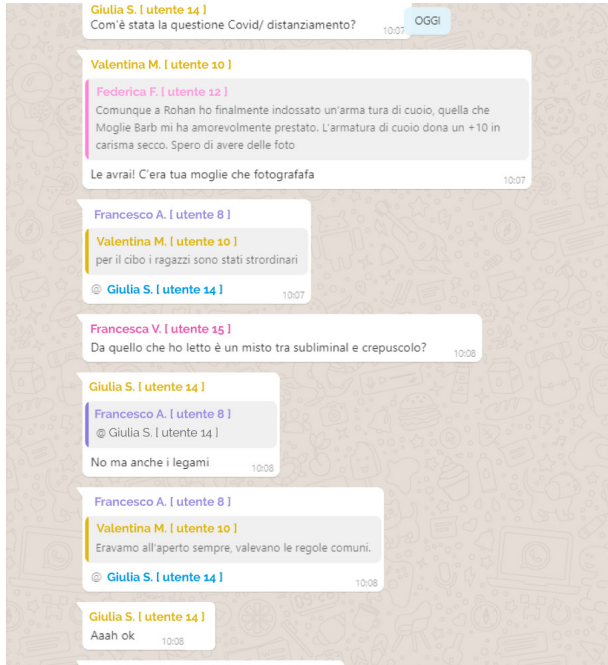 Giulia S. [ utente 14 ]
Com'è stata la questione Covid/ distanziamento?
10:07
OGGI
Valentina M. [ utente 10 ]
Federica F. [ utente 12 ]
Comunque a Rohan ho finalmente indossato un'arma tura di cuoio, quella che
Moglie Barb mi ha amorevolmente prestato. L'armatura di cuoio dona un +10 in
carisma secco. Spero di avere delle foto
Le avrai! C'era tua moglie che fotografafa
10:07
Francesco A. [ utente 8 ]
Valentina M. [ utente 10 ]
per il cibo i ragazzi sono stati strordinari
@ Giulia S. [ utente 14 ]
10:07
Francesca V. [ utente 15 ]
Da quello che ho letto è un misto tra subliminal e crepuscolo?
10:08
Giulia S. [ utente 14 ]
Francesco A. [ utente 8 ]
@ Giulia S. [ utente 14 ]
No ma anche i legami
10:08
Francesco A. [ utente 8 ]
Valentina M. [ utente 10 ]
Eravamo all'aperto sempre, valevano le regole comuni.
@ Giulia S. [ utente 14 ]
10:08
Giulia S. [ utente 14 ]
Aaah ok
10:08